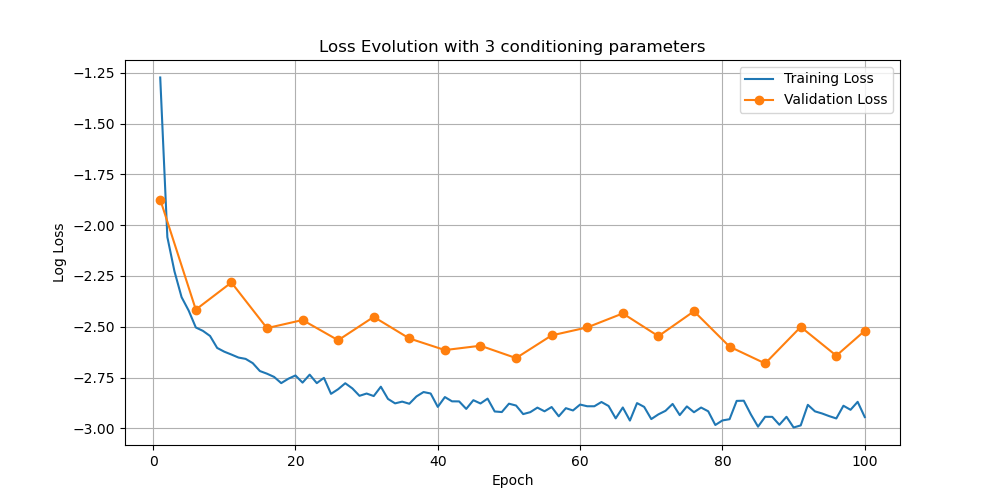 Loss Evolution with 3 conditioning parameters
Training Loss
Validation Loss
−1.25
−1.50
−1.75
−2.00
−2.25
−2.50
−2.75
−3.00
Log Loss
0 20 40 60 80 100
Epoch